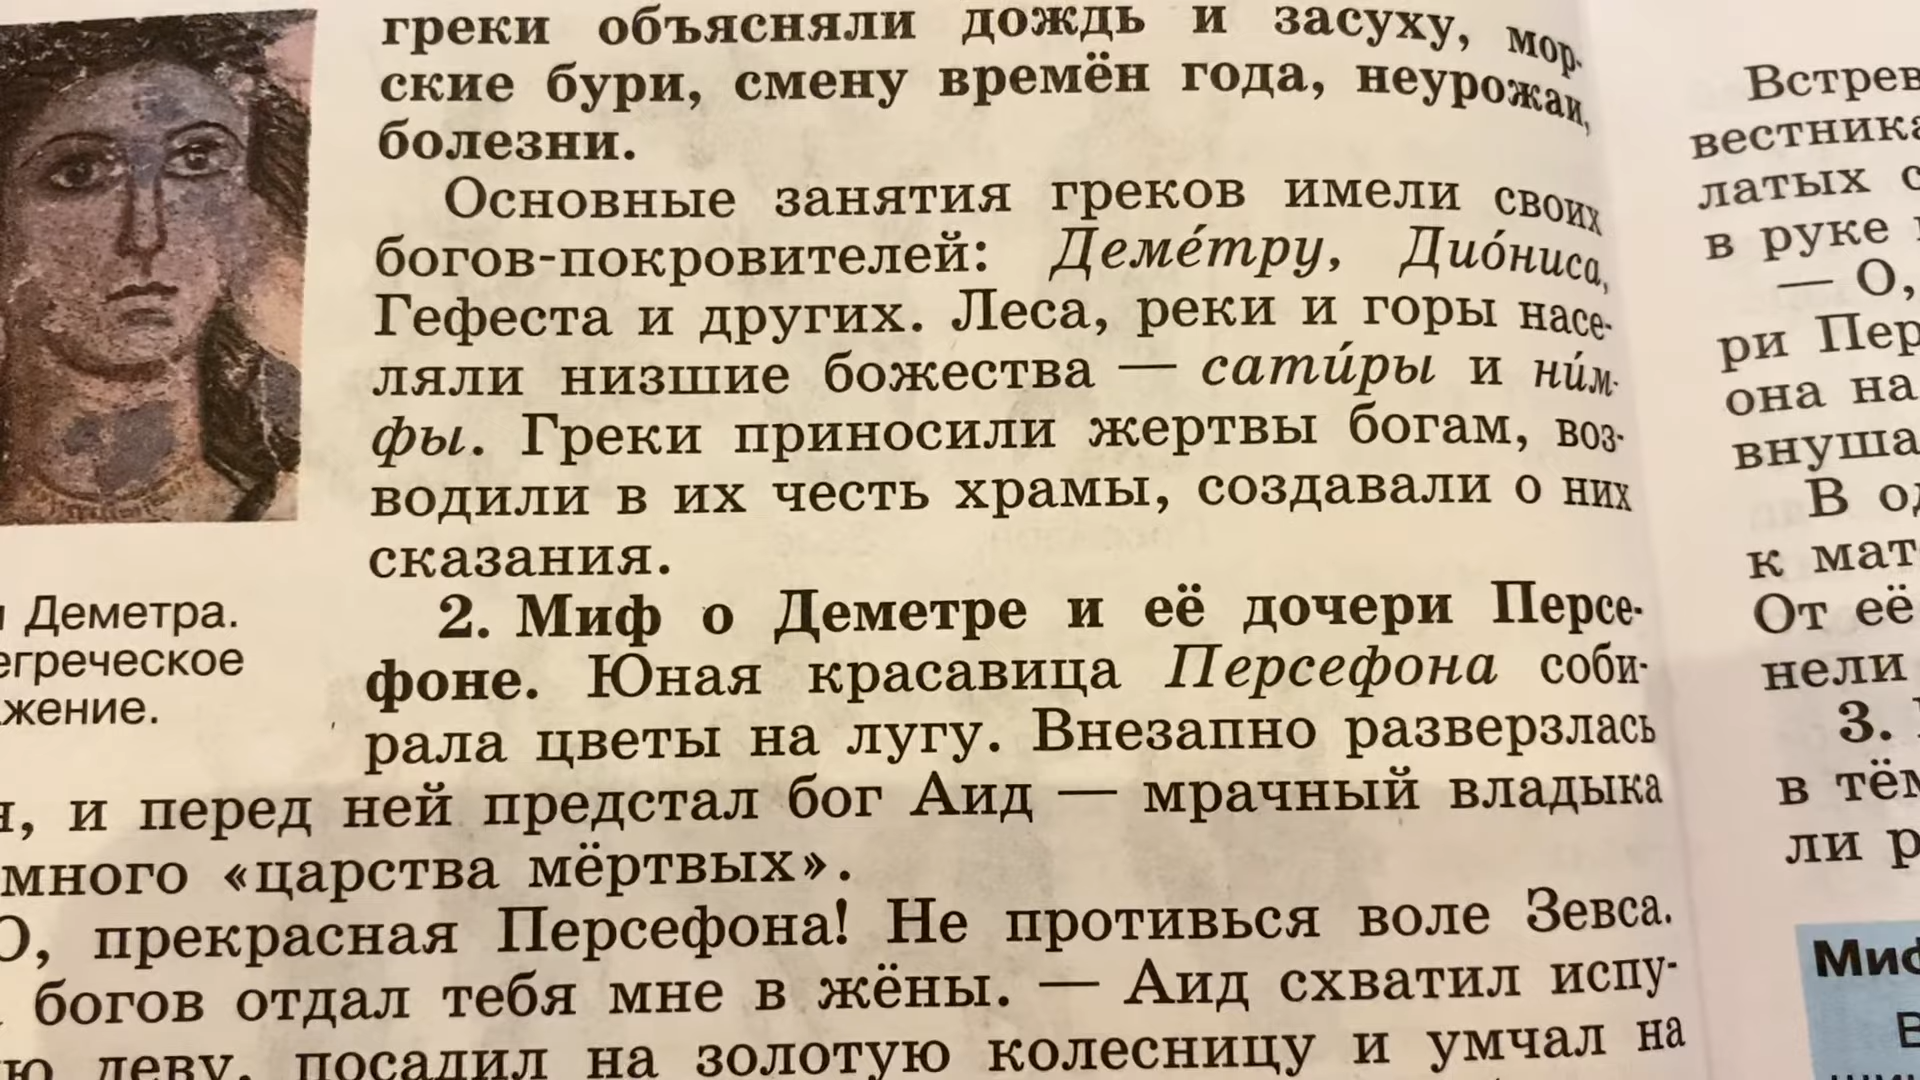 греки объясняли дождь и засуху, мор-
ские бури, смену времён года, неурожаи,
болезни.
Основные занятия греков имели своих
богов-покровителей: Деме́тру, Дио́ниса,
Гефеста и других. Леса, реки и горы насе-
ляли низшие божества — сати́ры и ни́м-
фы. Греки приносили жертвы богам, воз-
водили в их честь храмы, создавали о них
сказания.
2. Миф о Деметре и её дочери Персе-
фоне. Юная красавица Персефона соби-
рала цветы на лугу. Внезапно разверзлась
и перед ней предстал бог Аид — мрачный владыка
много «царства мёртвых».
О, прекрасная Персефона! Не противься воле Зевса.
богов отдал тебя мне в жёны. — Аид схватил испу-
ю деву, посадил на золотую колесницу и умчал на
Деметра.
егреческое
жение.
Встрев
вестника
латых с
в руке
— О,
ри Пер
она на
внуша
В од
к мат
От её
нели
3.
в тём
ли р
Миф
В